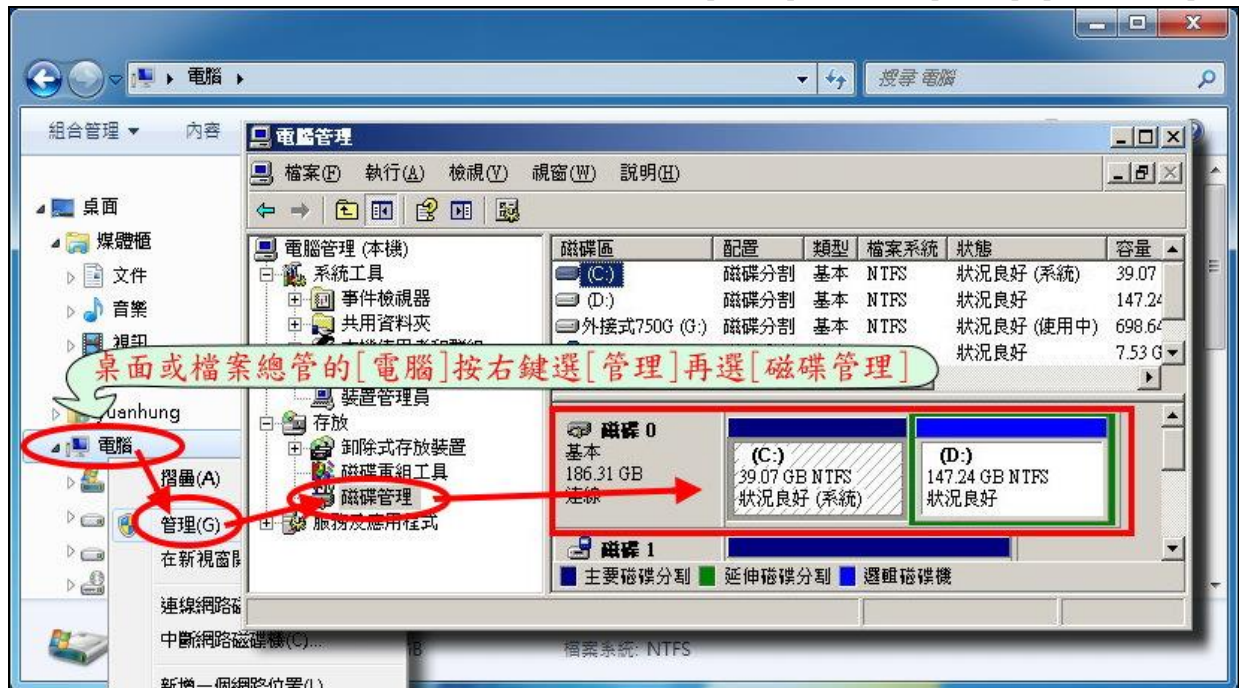 電腦
搜尋 電腦
組合管理 ▼ 內容
電腦管理
檔案(F) 執行(A) 檢視(V) 視窗(W) 說明(H)
桌面
媒體櫃
文件
音樂
視訊
電腦管理 (本機)
系統工具
事件檢視器
共用資料夾
磁碟區 配置 類型 檔案系統 狀態 容量
(C:) 磁碟分割 基本 NTFS 狀況良好 (系統) 39.07
(D:) 磁碟分割 基本 NTFS 狀況良好 147.24
外接式750G (G:) 磁碟分割 基本 NTFS 狀況良好 (使用中) 698.64
狀況良好 7.53 G
桌面或檔案總管的[電腦]按右鍵選[管理]再選[磁碟管理]
裝置管理員
存放
卸除式存放裝置
磁碟重組工具
磁碟管理
服務及應用程式
yuanhung
電腦
摺疊(A)
管理(G)
在新視窗開
連線網路磁
中斷網路磁碟機(C)...
新增一個網路位置(L)
磁碟 0
基本
186.31 GB
連線
(C:)
39.07 GB NTFS
狀況良好 (系統)
(D:)
147.24 GB NTFS
狀況良好
磁碟 1
主要磁碟分割 延伸磁碟分割 邏輯磁碟機
檔案系統: NTFS